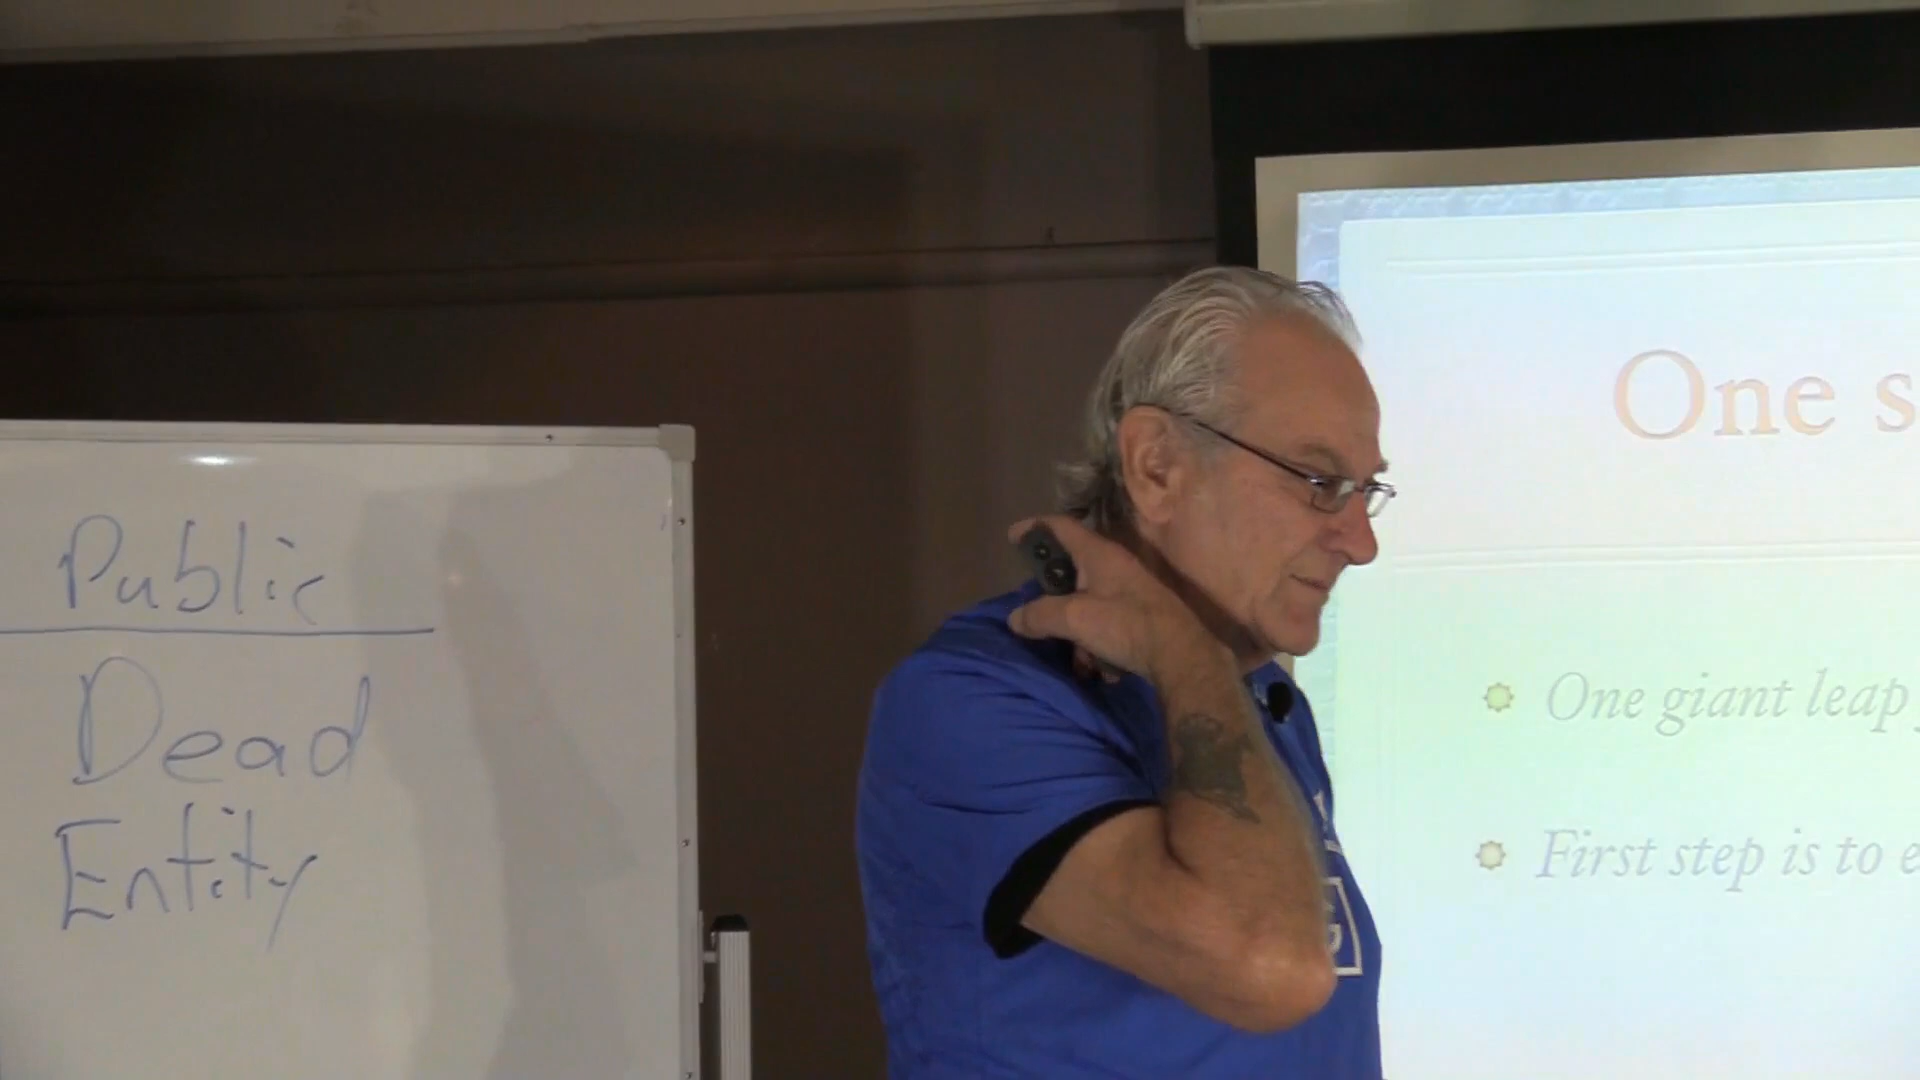 Public
Dead
Entity
One s
One giant leap
First step is to e